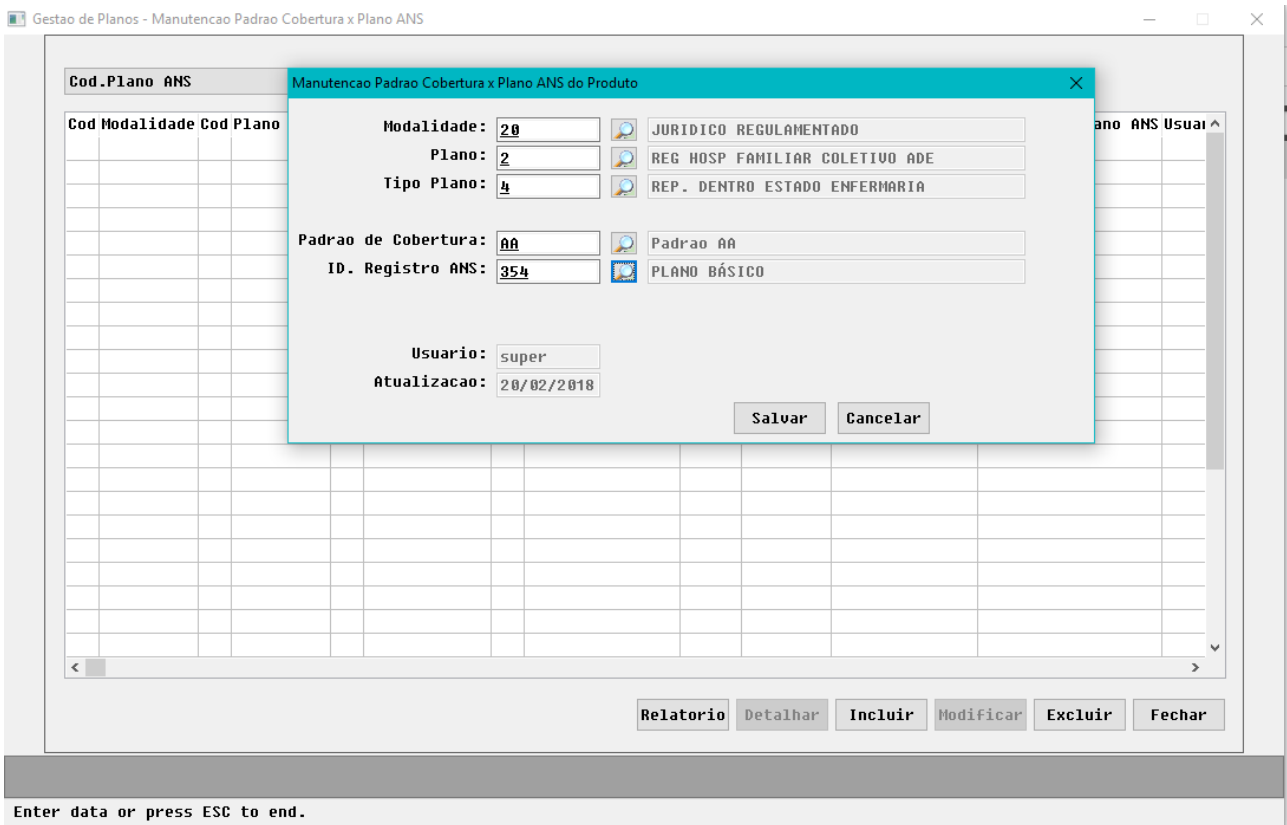 Gestao de Planos - Manutencao Padrao Cobertura x Plano ANS
Cod.Plano ANS
Manutencao Padrao Cobertura x Plano ANS do Produto
Cod Modalidade Cod Plano
ano ANS Usuar
Modalidade: 20 JURIDICO REGULAMENTADO
Plano: 2 REG HOSP FAMILIAR COLETIVO ADE
Tipo Plano: 4 REP. DENTRO ESTADO ENFERMARIA
Padrao de Cobertura: AA Padrao AA
ID. Registro ANS: 354 PLANO BÁSICO
Usuario: super
Atualizacao: 20/02/2018
Salvar Cancelar
Relatorio Detalhar Incluir Modificar Excluir Fechar
Enter data or press ESC to end.